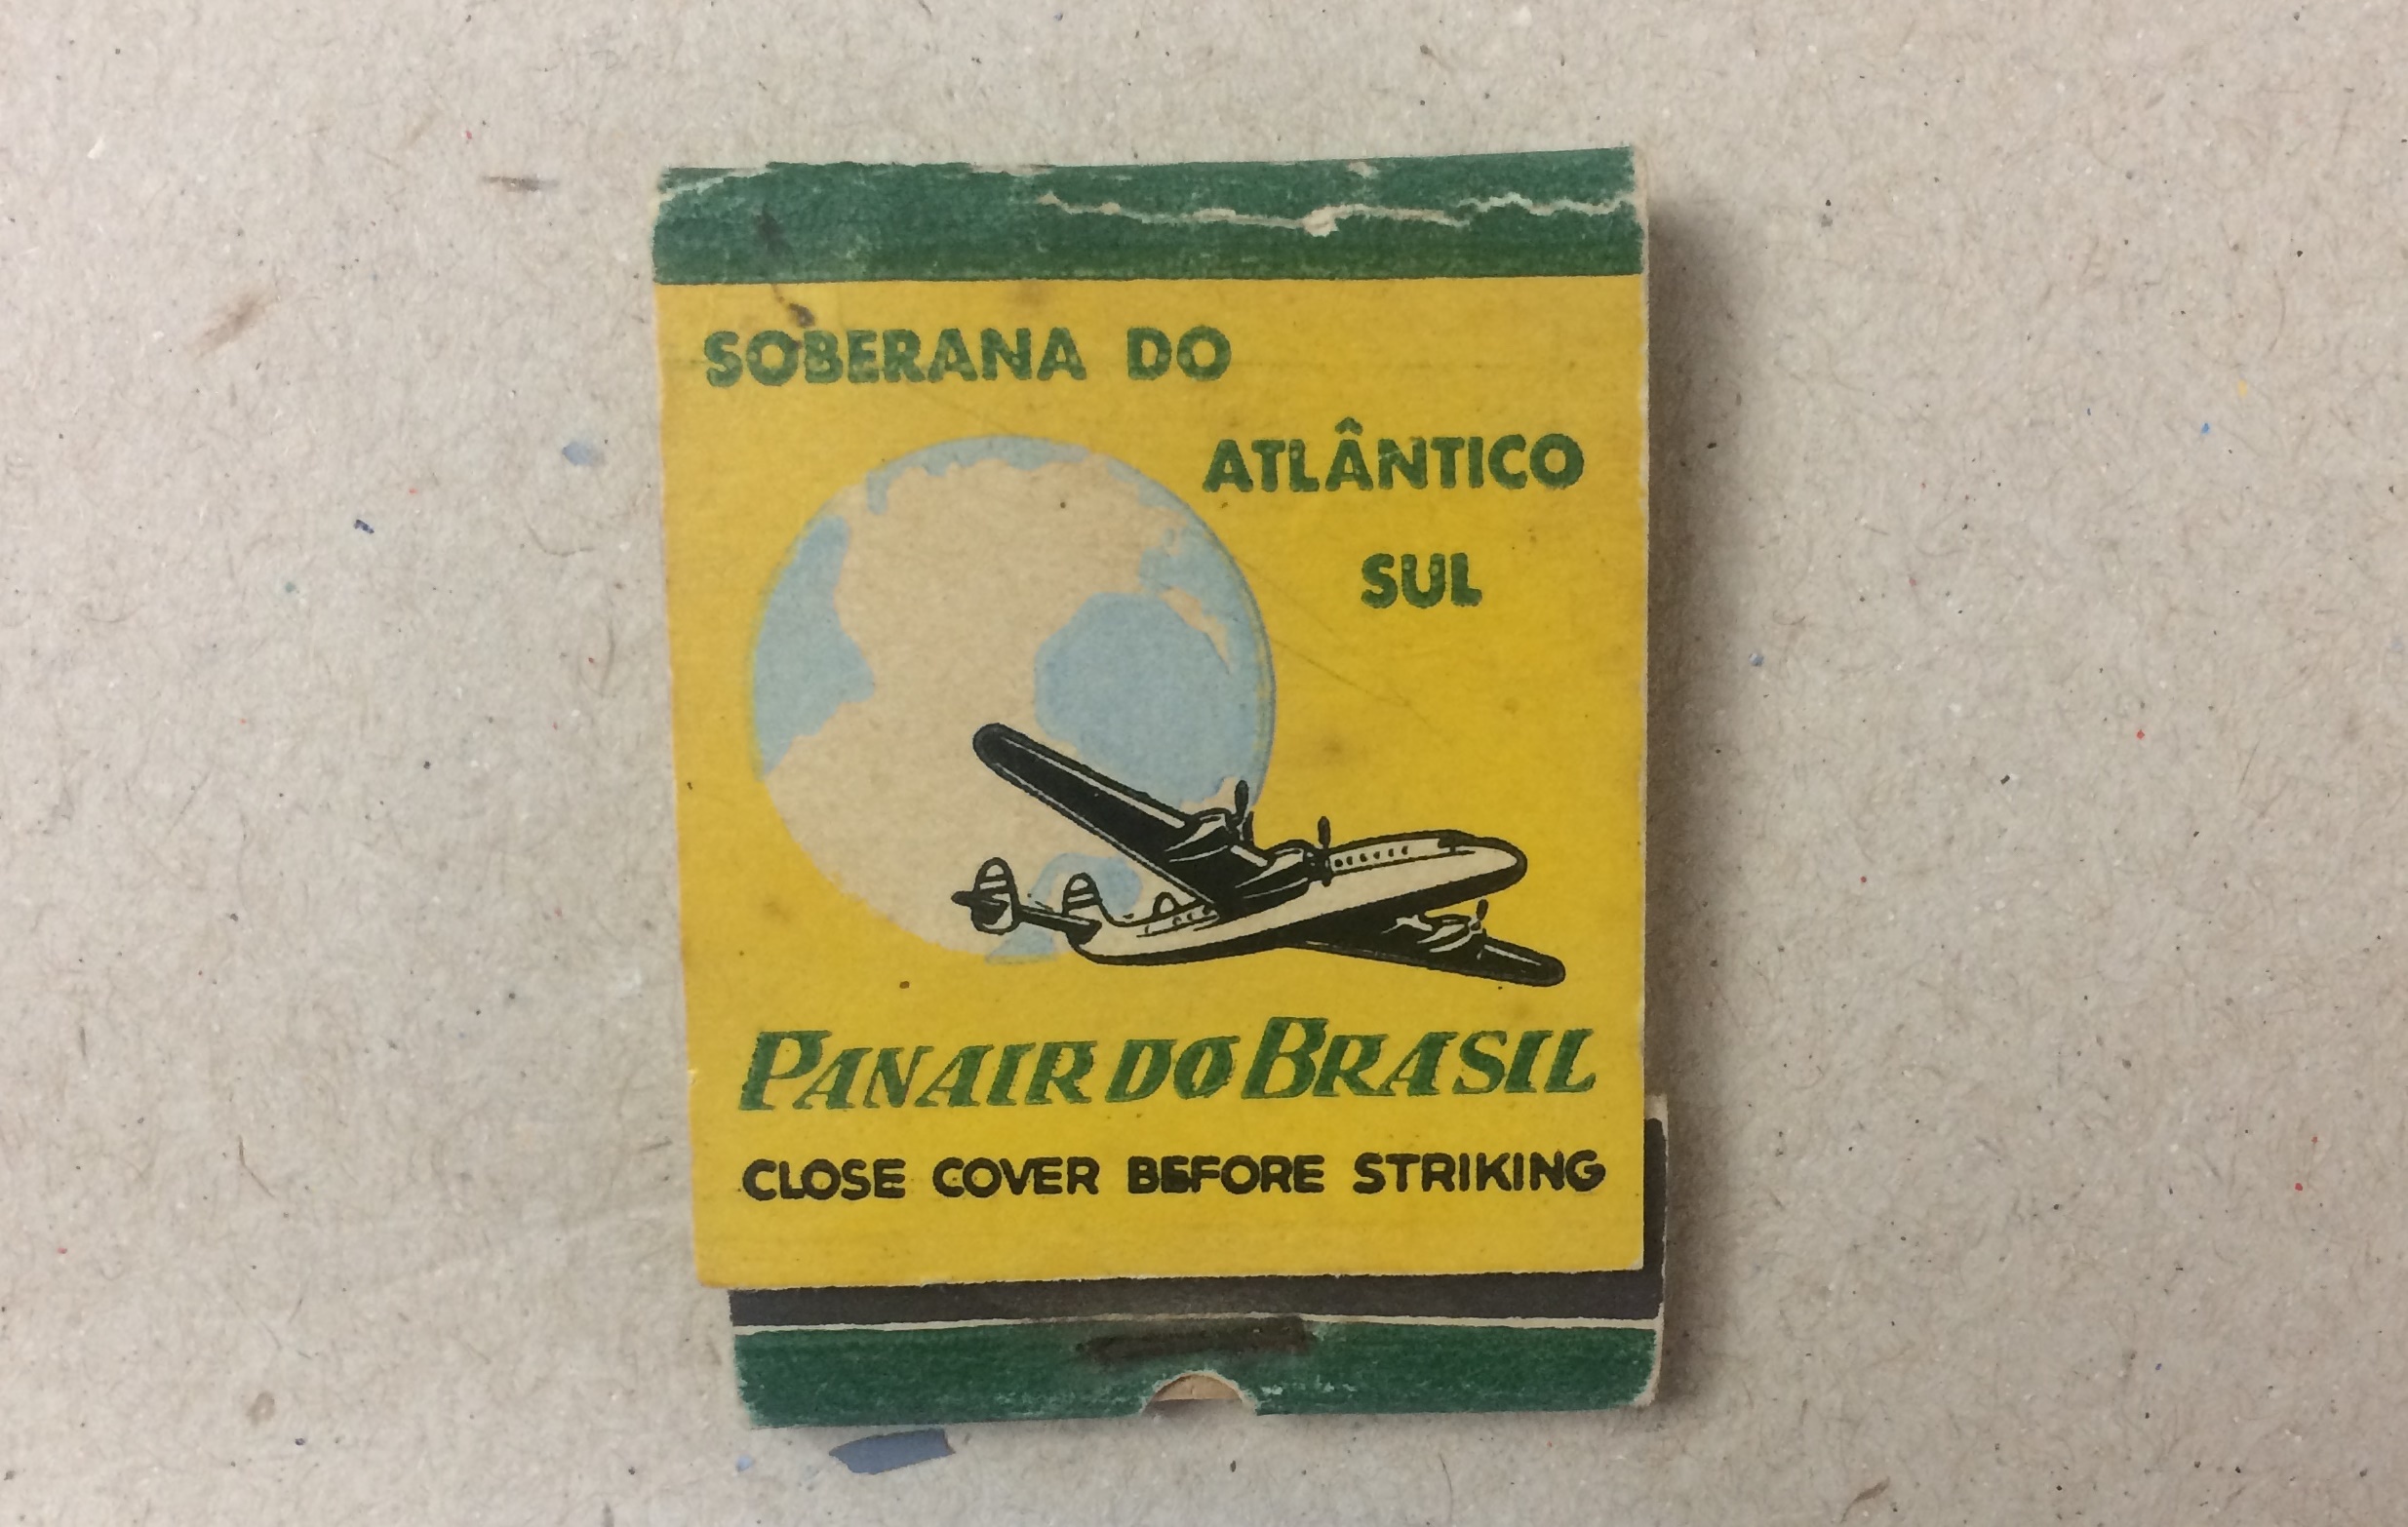 SOBERANA DO
ATLÂNTICO
SUL
PANAIR DO BRASIL
CLOSE COVER BEFORE STRIKING